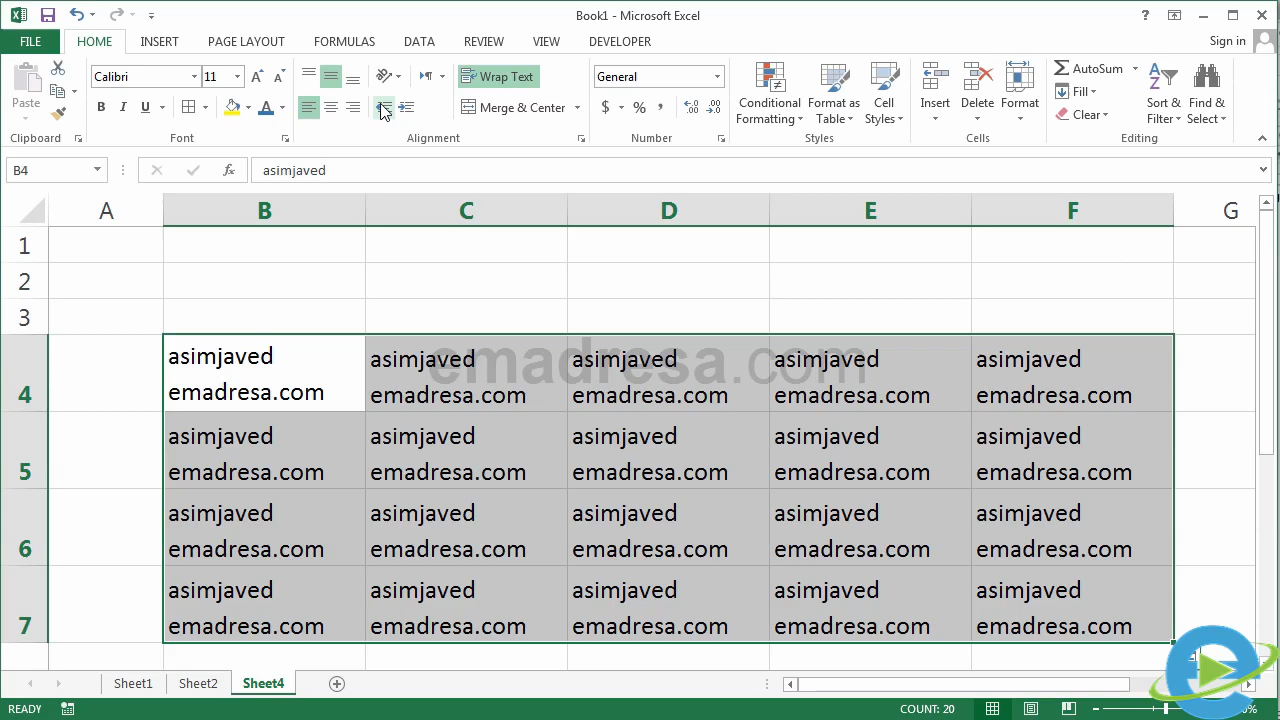 Book1 - Microsoft Excel
FILE HOME INSERT PAGE LAYOUT FORMULAS DATA REVIEW VIEW DEVELOPER Sign in
Paste
Calibri 11
B I U
A
Wrap Text
Merge & Center
General
$ % ,
Conditional Formatting
Format as Table
Cell Styles
Insert Delete Format
AutoSum
Fill
Clear
Sort & Filter
Find & Select
Clipboard Font Alignment Number Styles Cells Editing
B4 fx asimjaved
A B C D E F G
1
2
3
emadresa.com
4
asimjaved asimjaved asimjaved asimjaved asimjaved
emadresa.com emadresa.com emadresa.com emadresa.com emadresa.com
5
asimjaved asimjaved asimjaved asimjaved asimjaved
emadresa.com emadresa.com emadresa.com emadresa.com emadresa.com
6
asimjaved asimjaved asimjaved asimjaved asimjaved
emadresa.com emadresa.com emadresa.com emadresa.com emadresa.com
7
asimjaved asimjaved asimjaved asimjaved asimjaved
emadresa.com emadresa.com emadresa.com emadresa.com emadresa.com
Sheet1 Sheet2 Sheet4
READY COUNT: 20